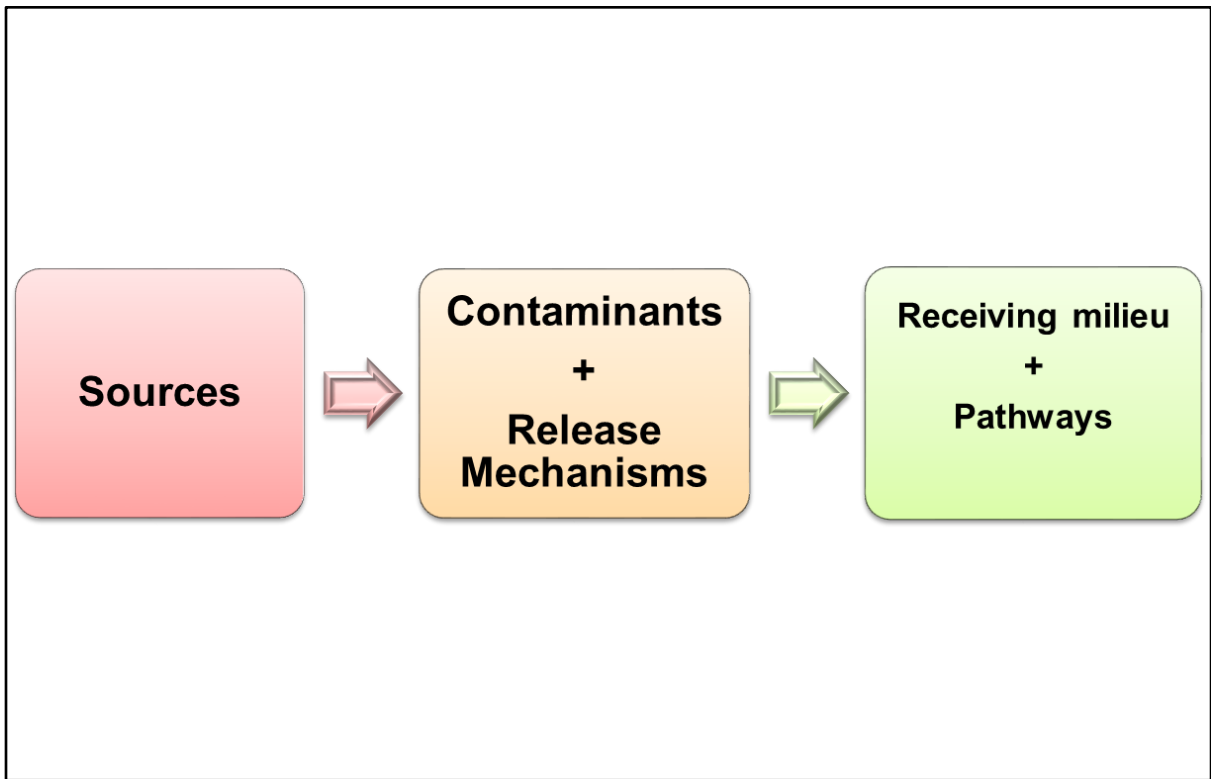 Sources
Contaminants
+
Release
Mechanisms
Receiving milieu
+
Pathways